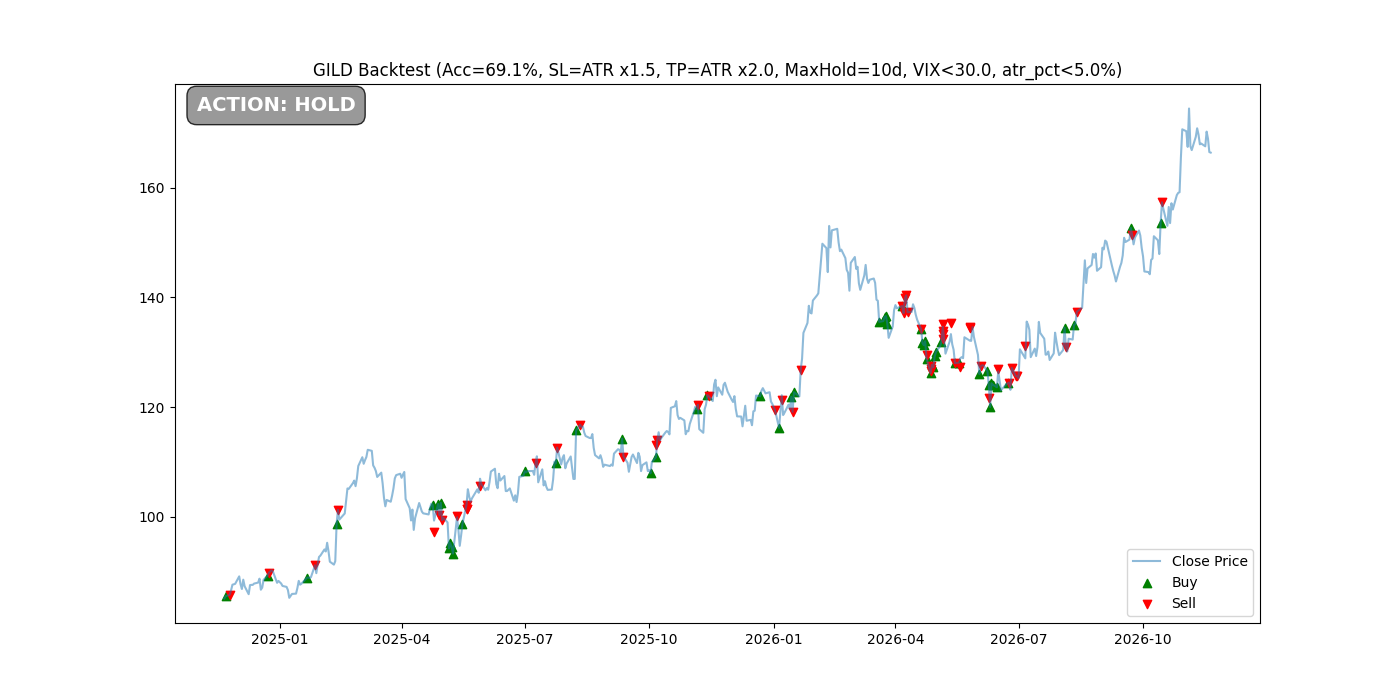 GILD Backtest (Acc=69.1%, SL=ATR x1.5, TP=ATR x2.0, MaxHold=10d, VIX<30.0, atr_pct<5.0%)
ACTION: HOLD
160
140
120
100
Close Price
Buy
Sell
2025-01 2025-04 2025-07 2025-10 2026-01 2026-04 2026-07 2026-10